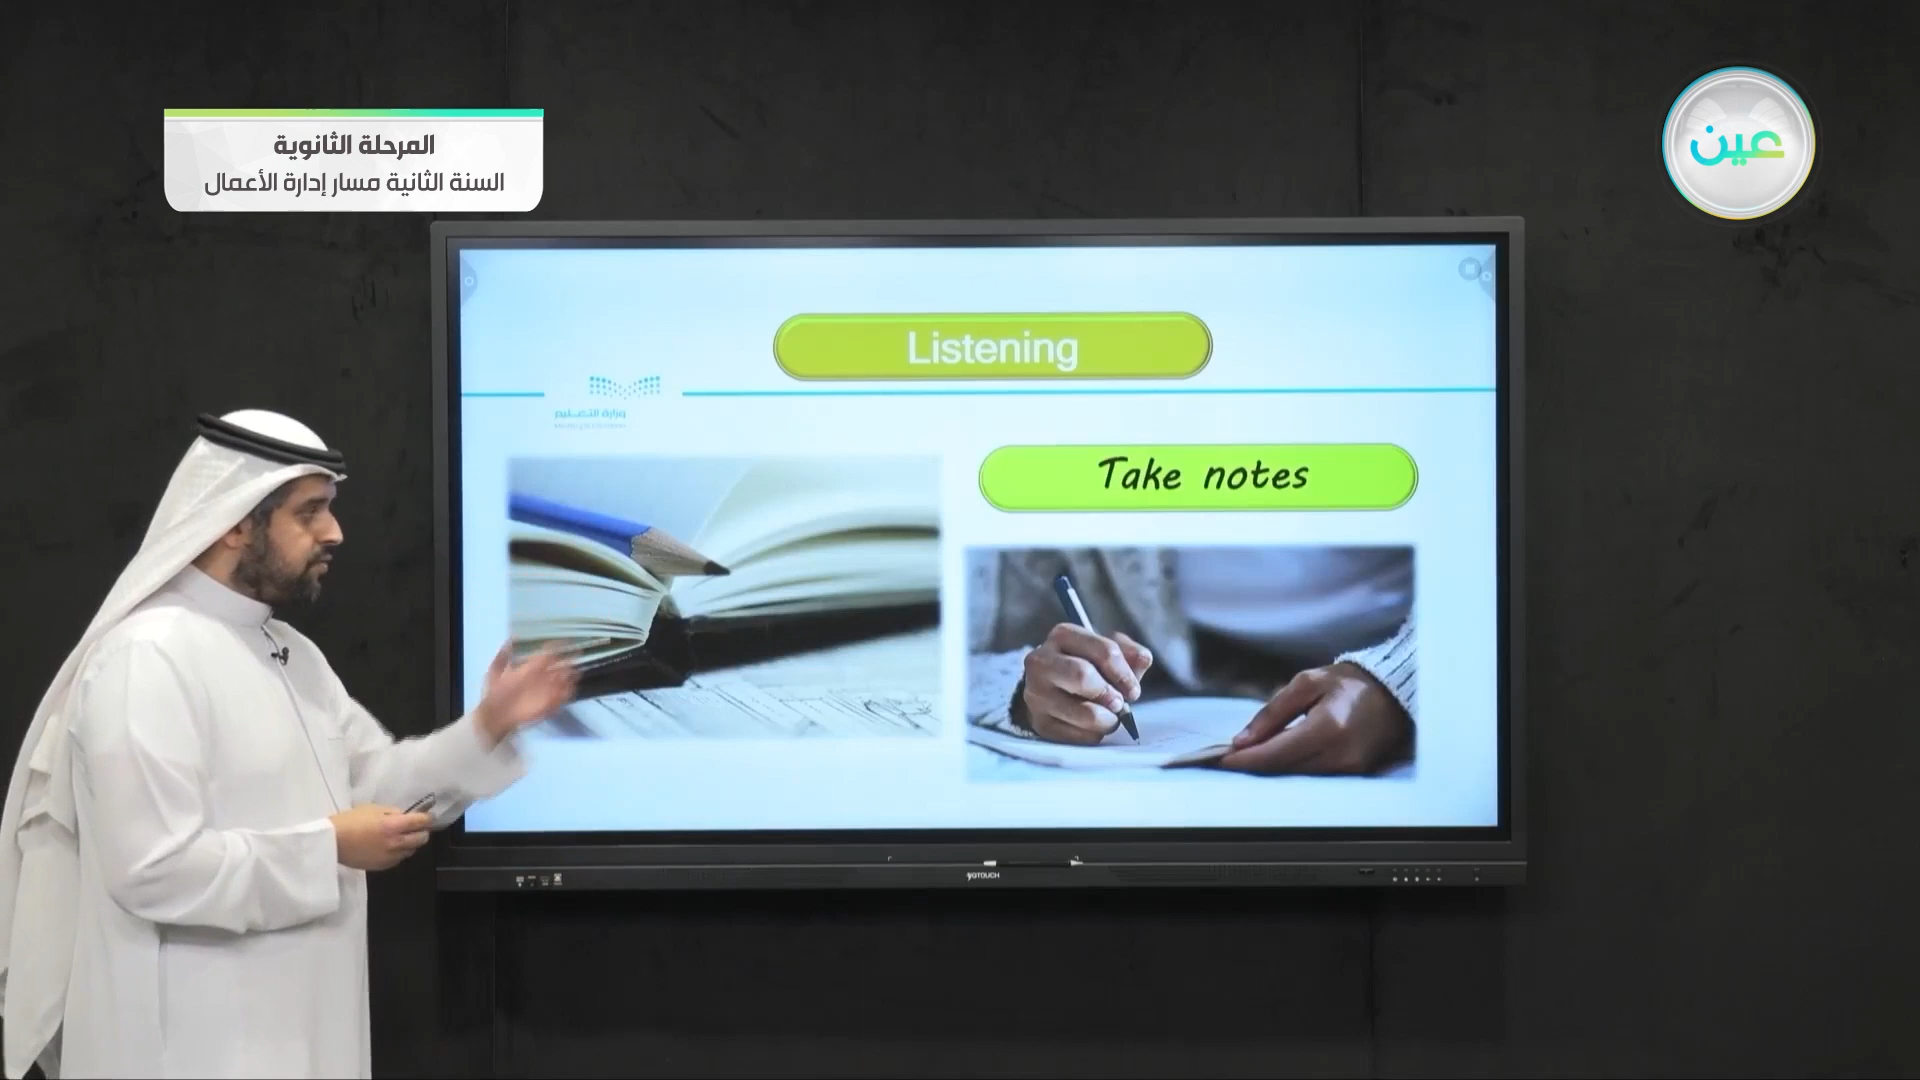 المرحلة الثانوية
السنة الثانية مسار إدارة الأعمال
عين
Listening
وزارة التعليم
Take notes